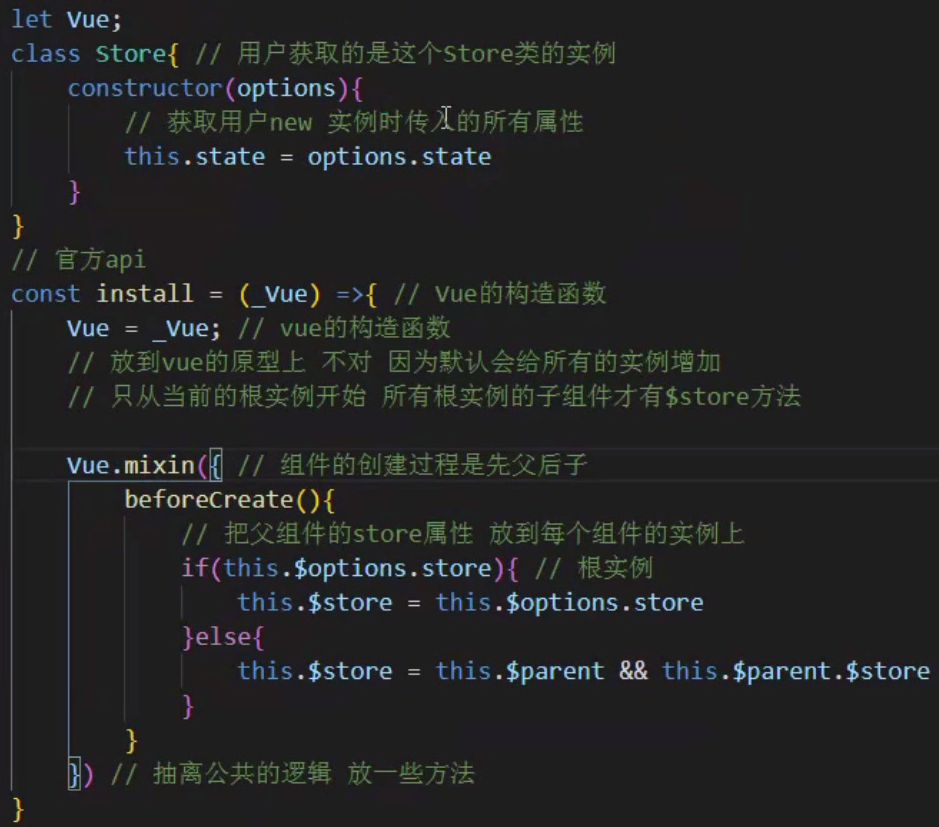 let Vue;
class Store{ // 用户获取的是这个Store类的实例
    constructor(options){
        // 获取用户new 实例时传入的所有属性
        this.state = options.state
    }
}
// 官方api
const install = (_Vue) =>{ // Vue的构造函数
    Vue = _Vue; // vue的构造函数
    // 放到vue的原型上 不对 因为默认会给所有的实例增加
    // 只从当前的根实例开始 所有根实例的子组件才有$store方法
    Vue.mixin({ // 组件的创建过程是先父后子
        beforeCreate(){
            // 把父组件的store属性 放到每个组件的实例上
            if(this.$options.store){ // 根实例
                this.$store = this.$options.store
            }else{
                this.$store = this.$parent && this.$parent.$store
            }
        }
    }) // 抽离公共的逻辑 放一些方法
}